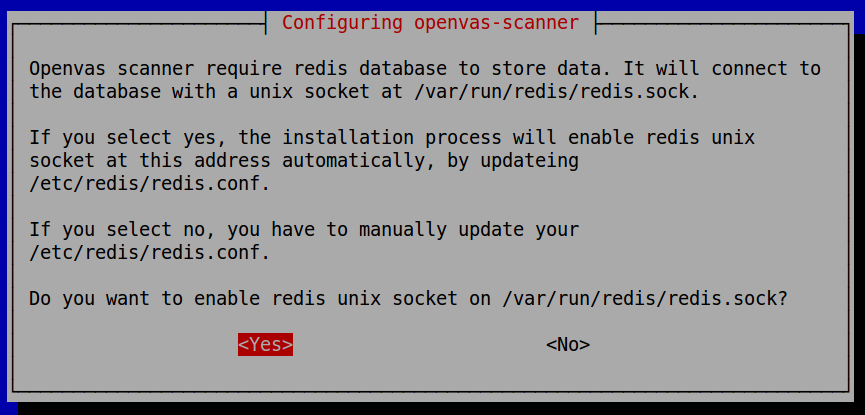 Configuring openvas-scanner
Openvas scanner require redis database to store data. It will connect to
the database with a unix socket at /var/run/redis/redis.sock.
If you select yes, the installation process will enable redis unix
socket at this address automatically, by updateing
/etc/redis/redis.conf.
If you select no, you have to manually update your
/etc/redis/redis.conf.
Do you want to enable redis unix socket on /var/run/redis/redis.sock?
<Yes> <No>